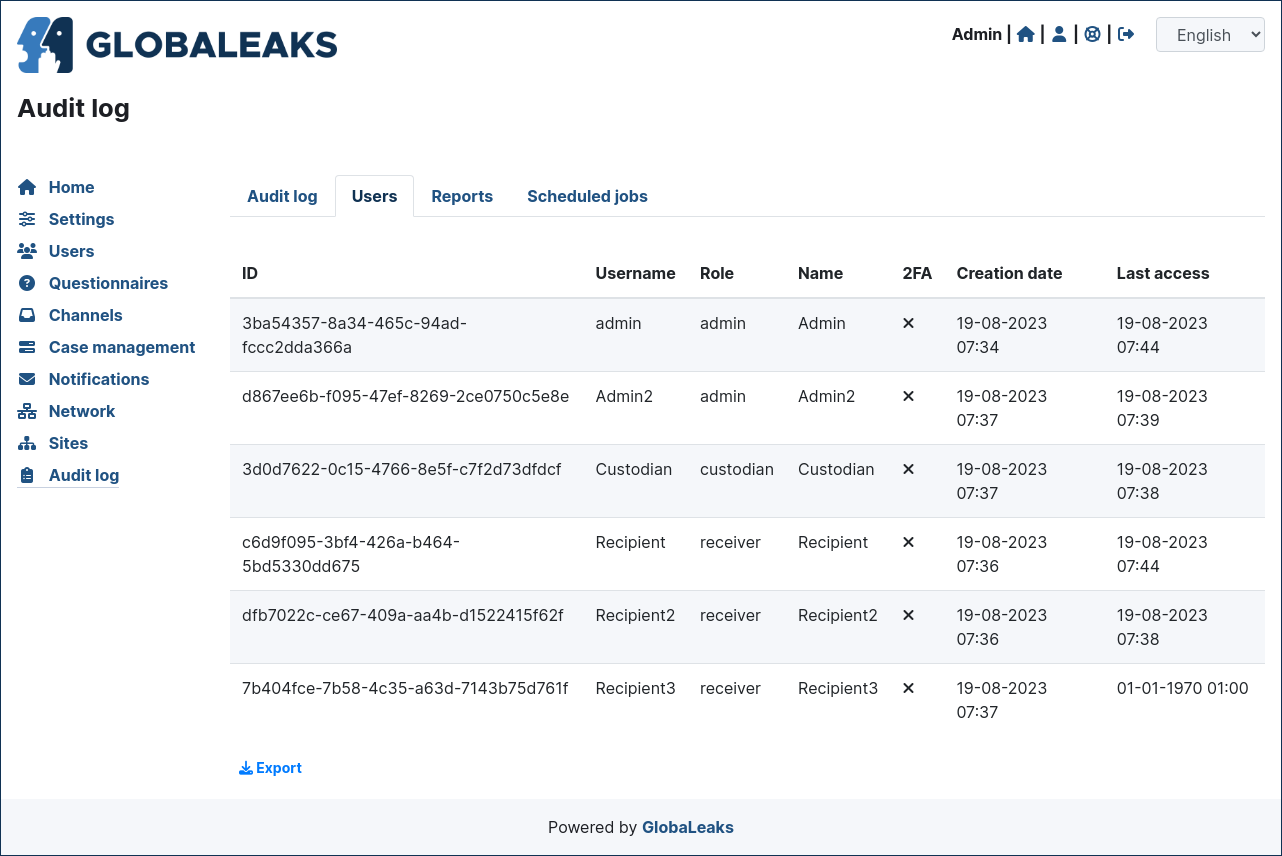 GLOBALEAKS
Admin | | | |
English
Audit log
Home
Settings
Users
Questionnaires
Channels
Case management
Notifications
Network
Sites
Audit log
Audit log Users Reports Scheduled jobs
ID Username Role Name 2FA Creation date Last access
3ba54357-8a34-465c-94ad- admin admin Admin 19-08-2023 19-08-2023
fccc2dda366a 07:34 07:44
d867ee6b-f095-47ef-8269-2ce0750c5e8e Admin2 admin Admin2 19-08-2023 19-08-2023
07:37 07:39
3d0d7622-0c15-4766-8e5f-c7f2d73dfdcf Custodian custodian Custodian 19-08-2023 19-08-2023
07:37 07:38
c6d9f095-3bf4-426a-b464- Recipient receiver Recipient 19-08-2023 19-08-2023
5bd5330dd675 07:36 07:44
dfb7022c-ce67-409a-aa4b-d1522415f62f Recipient2 receiver Recipient2 19-08-2023 19-08-2023
07:36 07:38
7b404fce-7b58-4c35-a63d-7143b75d761f Recipient3 receiver Recipient3 19-08-2023 01-01-1970 01:00
07:37
Export
Powered by GlobaLeaks